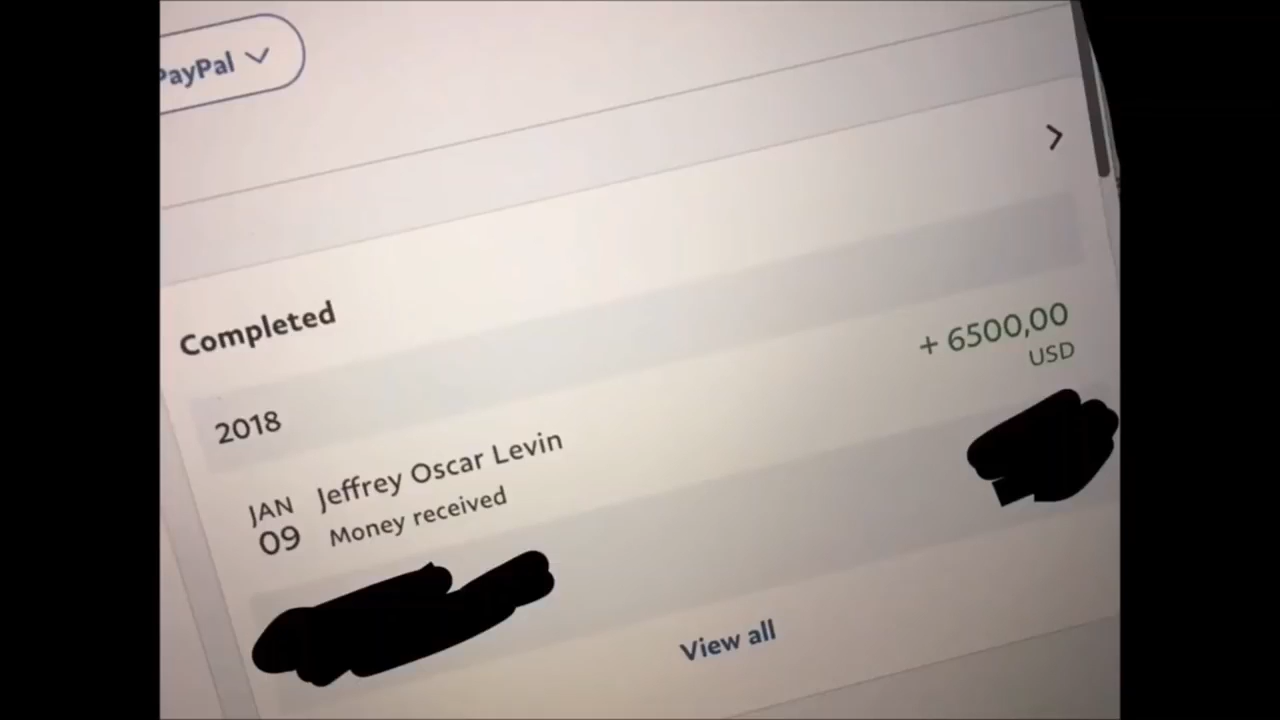 PayPal
Completed
2018
+ 6500,00
USD
JAN
09
Jeffrey Oscar Levin
Money received
View all